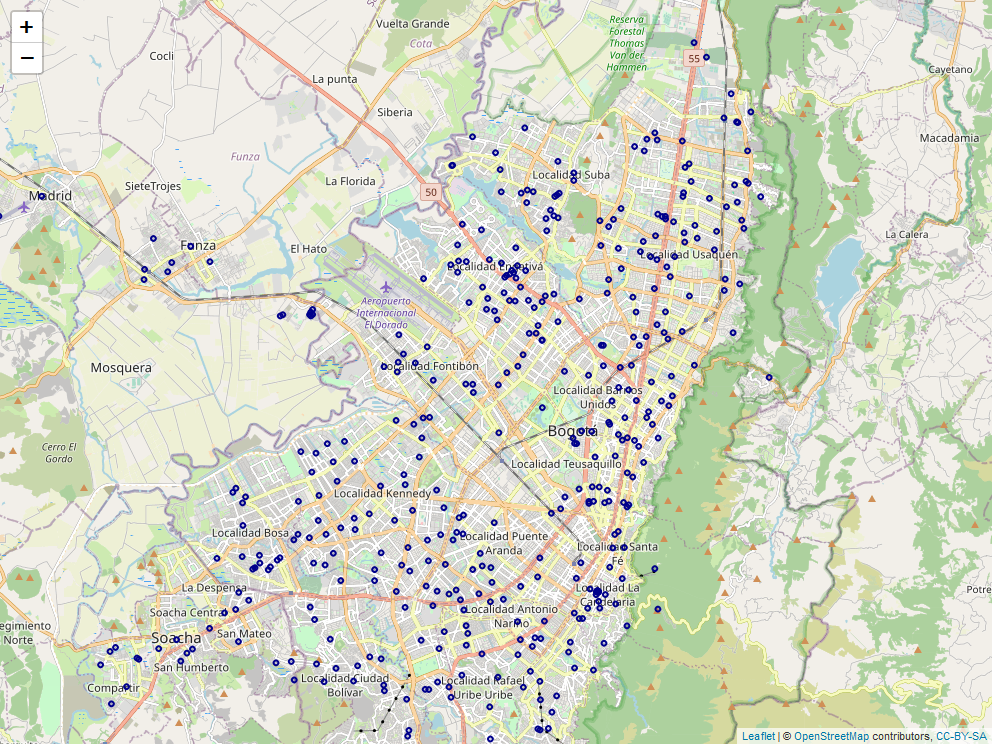 +
−
Vuelta Grande
Cota
Reserva
Forestal
Thomas
Van der
Hammen
55
Cocli
La punta
Cayetano
Siberia
Macadamia
Funza
SieteTrojes
La Florida
Localidad Suba
50
Madrid
Funza
El Hato
La Calera
Localidad Usaquén
Localidad Engativá
Aeropuerto
Internacional
El Dorado
Mosquera
Localidad Fontibón
Localidad Barrios
Unidos
Bogotá
Cerro El
Gordo
Localidad Teusaquillo
Localidad Kennedy
Localidad Bosa
Localidad Puente
Aranda
Localidad Santa
Fé
La Despensa
Localidad La
Candelaria
Potre
Soacha Central
Localidad Antonio
Nariño
egimiento
Norte
Soacha
San Mateo
San Humberto
Compartir
Localidad Ciudad
Bolívar
Localidad Rafael
Uribe Uribe
Leaflet | © OpenStreetMap contributors, CC-BY-SA